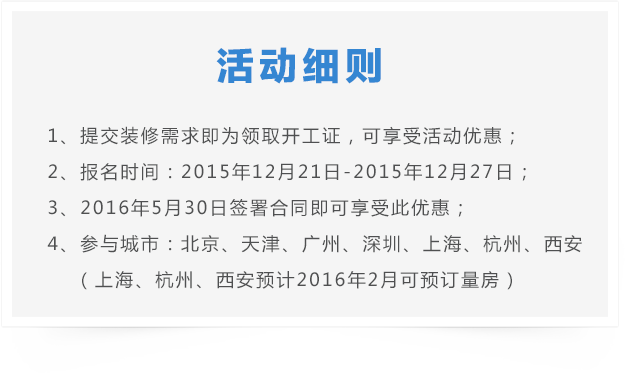 活动细则
1、提交装修需求即为领取开工证，可享受活动优惠；
2、报名时间：2015年12月21日-2015年12月27日；
3、2016年5月30日签署合同即可享受此优惠；
4、参与城市：北京、天津、广州、深圳、上海、杭州、西安
（上海、杭州、西安预计2016年2月可预订量房）